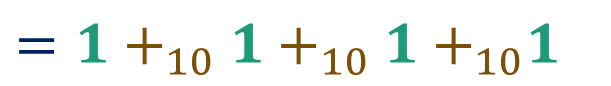 = 1 +₁₀ 1 +₁₀ 1 +₁₀ 1